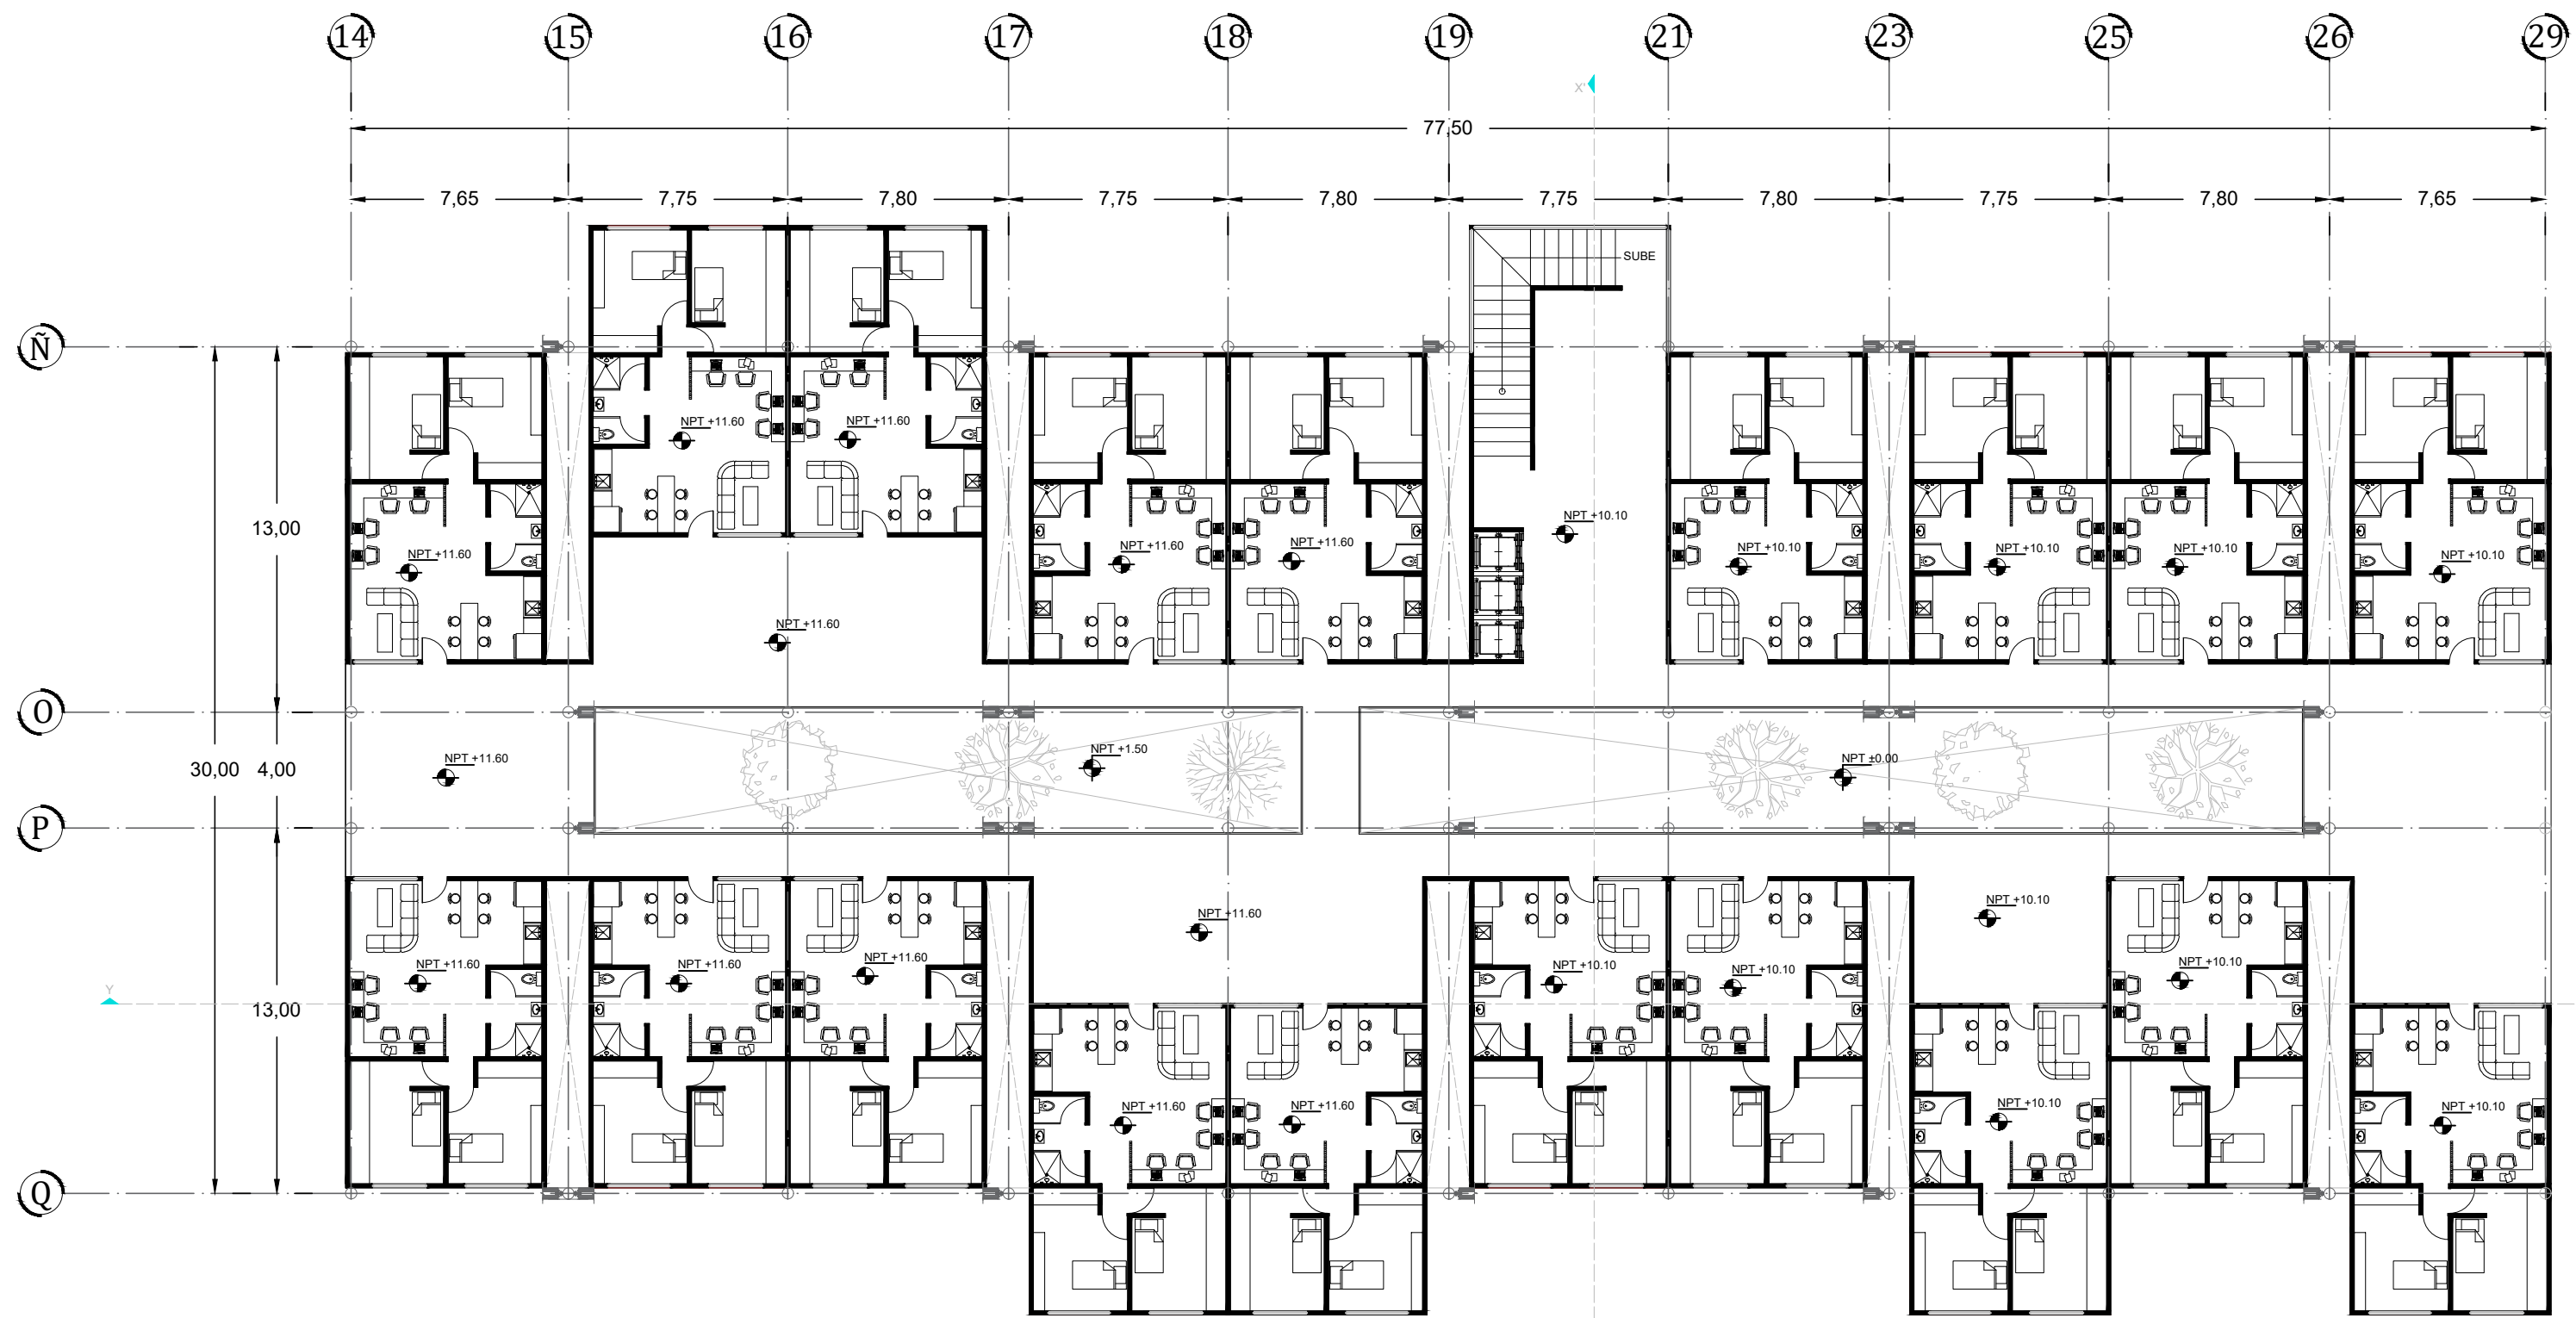 14 15 16 17 18 19 21 23 25 26 29
X'
77,50
7,65 7,75 7,80 7,75 7,80 7,75 7,80 7,75 7,80 7,65
SUBE
Ñ
NPT +11.60 NPT +11.60
13,00
NPT +10.10
NPT +11.60 NPT +11.60 NPT +11.60 NPT +10.10 NPT +10.10 NPT +10.10 NPT +10.10
NPT +11.60
O
30,00 4,00
NPT +11.60 NPT +1.50 NPT ±0.00
P
NPT +11.60 NPT +10.10
NPT +11.60 NPT +11.60 NPT +11.60 NPT +10.10 NPT +10.10 NPT +10.10
Y
13,00
NPT +11.60 NPT +11.60 NPT +10.10 NPT +10.10
Q